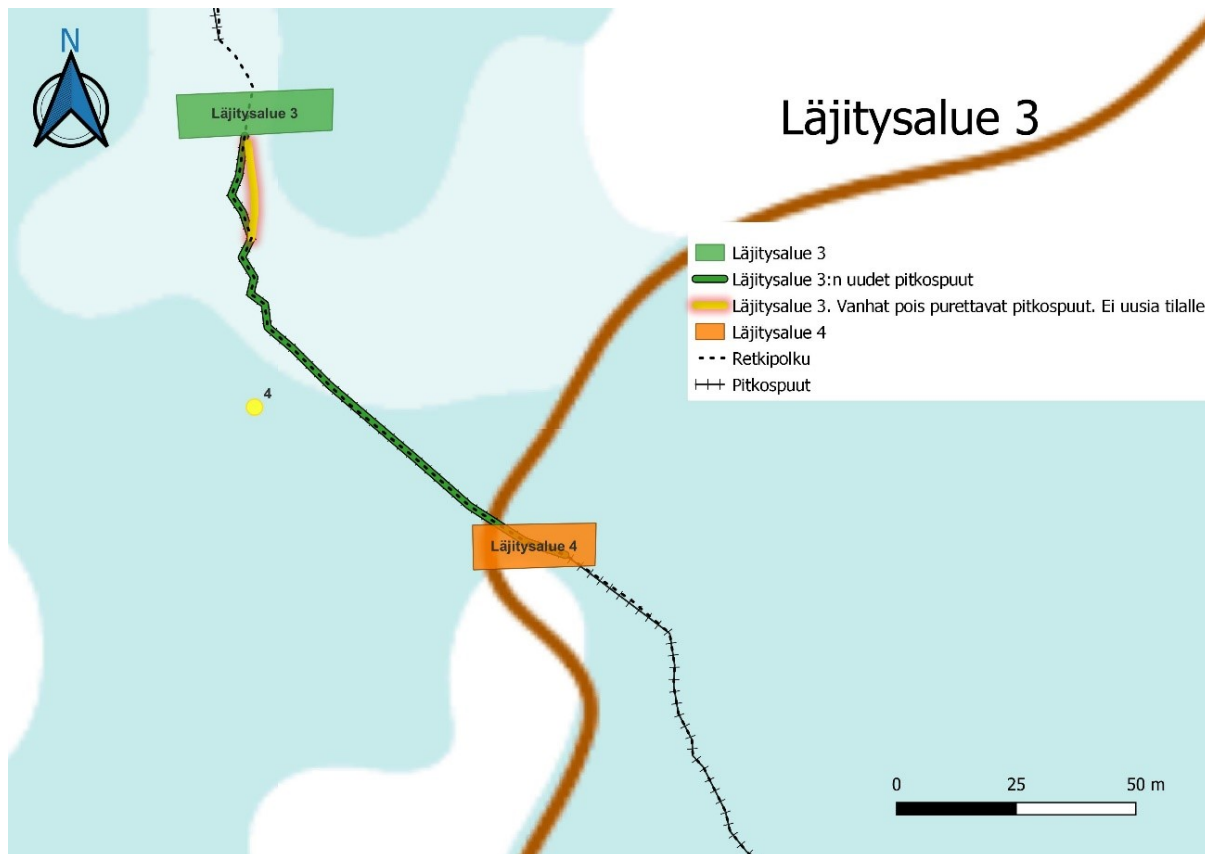 N
Läjitysalue 3
Läjitysalue 3
Läjitysalue 3
Läjitysalue 3:n uudet pitkospuut
Läjitysalue 3. Vanhat pois purettavat pitkospuut. Ei uusia tilalle
Läjitysalue 4
Retkipolku
Pitkospuut
4
Läjitysalue 4
0 25 50 m